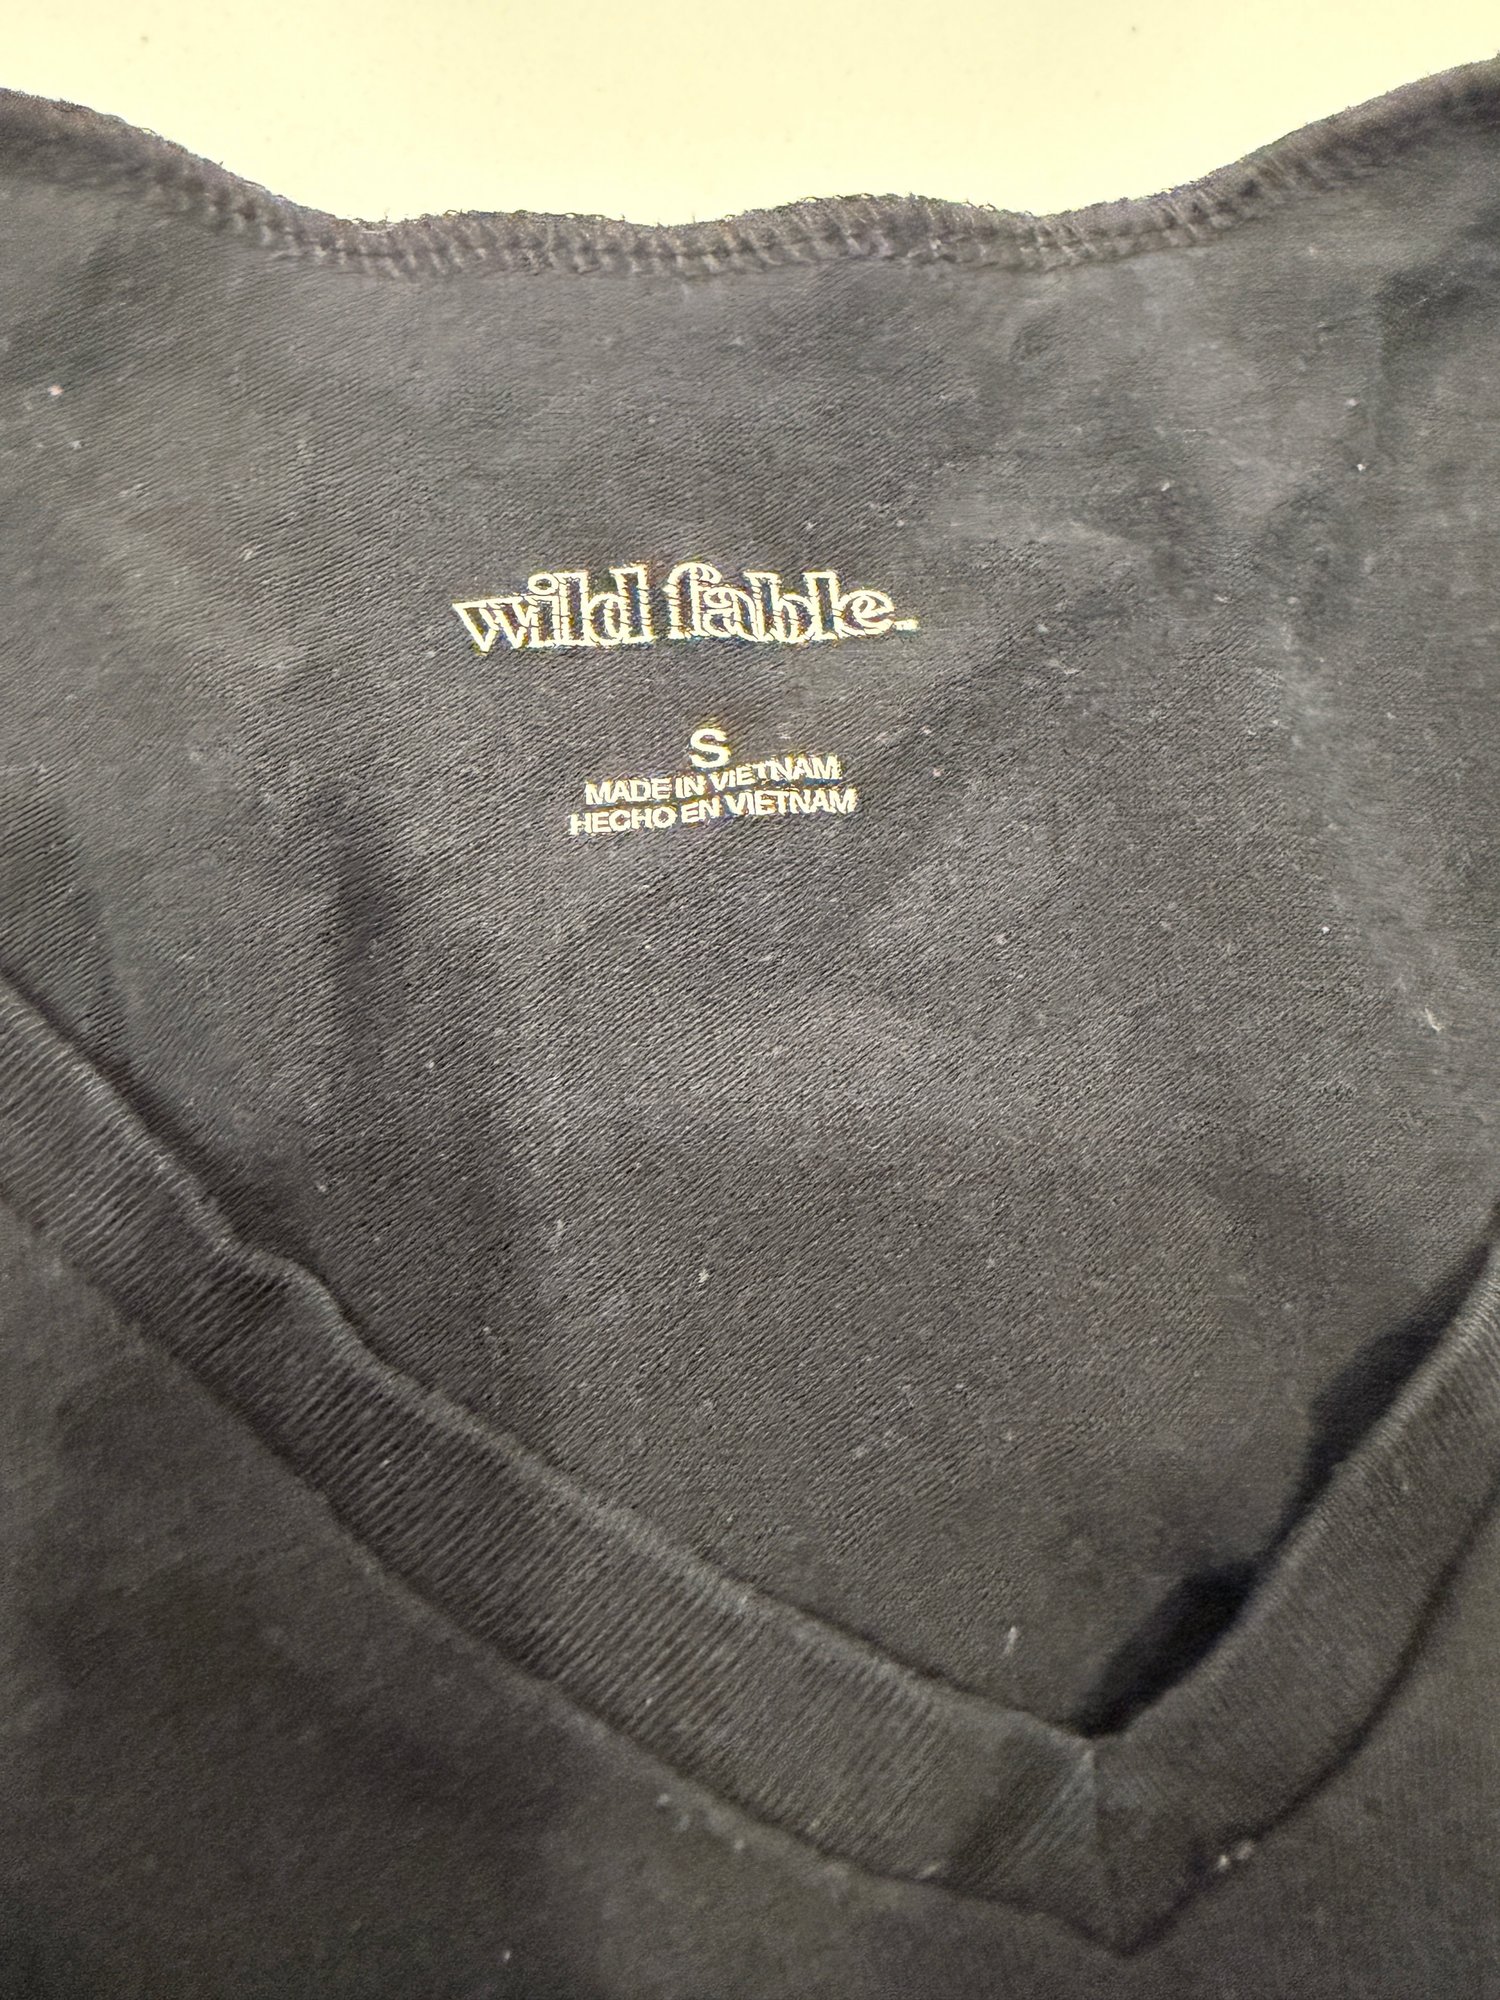 wild fable.
S
MADE IN VIETNAM
HECHO EN VIETNAM